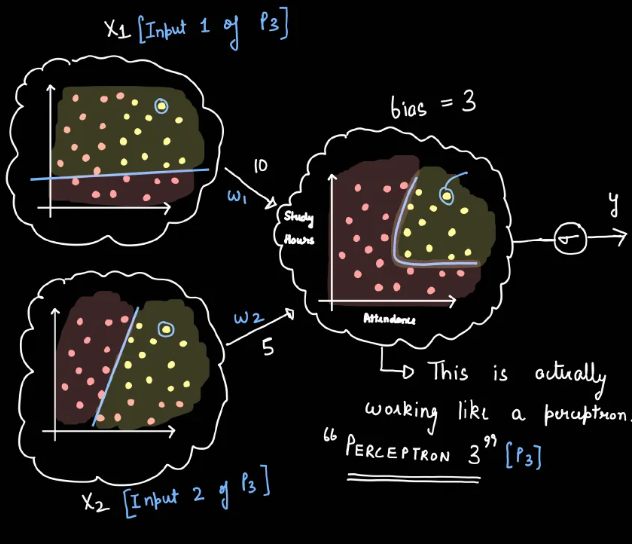 X1 [Input 1 of P3]
bias = 3
10
w1
Study
Hours
σ
y
Attendance
w2
5
This is actually
working like a perceptron.
"PERCEPTRON 3" [P3]
X2 [Input 2 of P3]